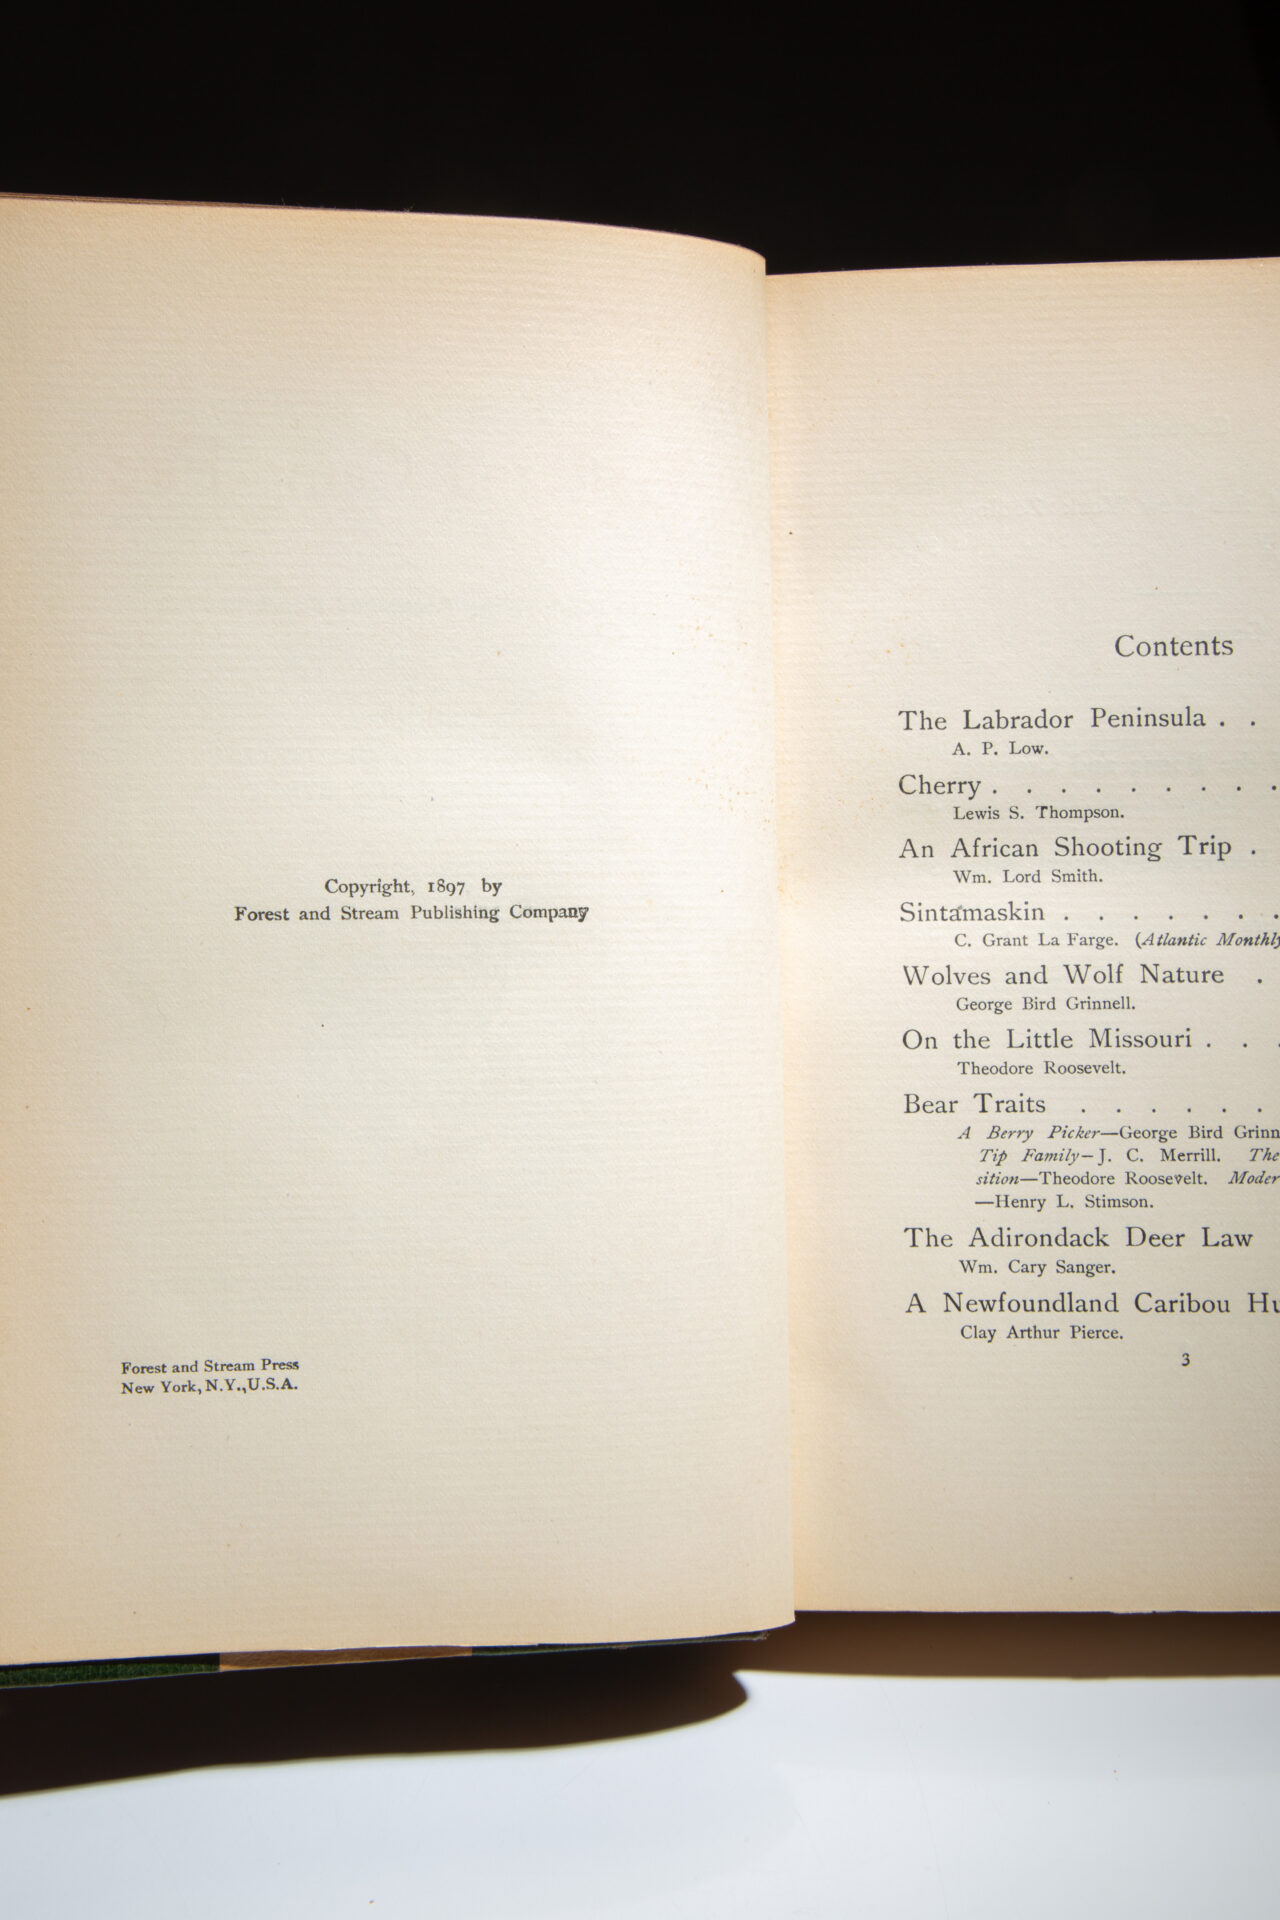 Copyright, 1897 by
Forest and Stream Publishing Company
Forest and Stream Press
New York, N.Y., U.S.A.
Contents
The Labrador Peninsula . .
A. P. Low.
Cherry . . . . . . . . .
Lewis S. Thompson.
An African Shooting Trip .
Wm. Lord Smith.
Sintamaskin . . . . . . .
C. Grant La Farge. (Atlantic Monthly
Wolves and Wolf Nature .
George Bird Grinnell.
On the Little Missouri . . .
Theodore Roosevelt.
Bear Traits . . . . . .
A Berry Picker—George Bird Grinn
Tip Family—J. C. Merrill. The
sition—Theodore Roosevelt. Moder
—Henry L. Stimson.
The Adirondack Deer Law
Wm. Cary Sanger.
A Newfoundland Caribou Hu
Clay Arthur Pierce.
3